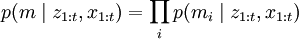 p(m | z_{1:t}, x_{1:t}) = ∏_i p(m_i | z_{1:t}, x_{1:t})